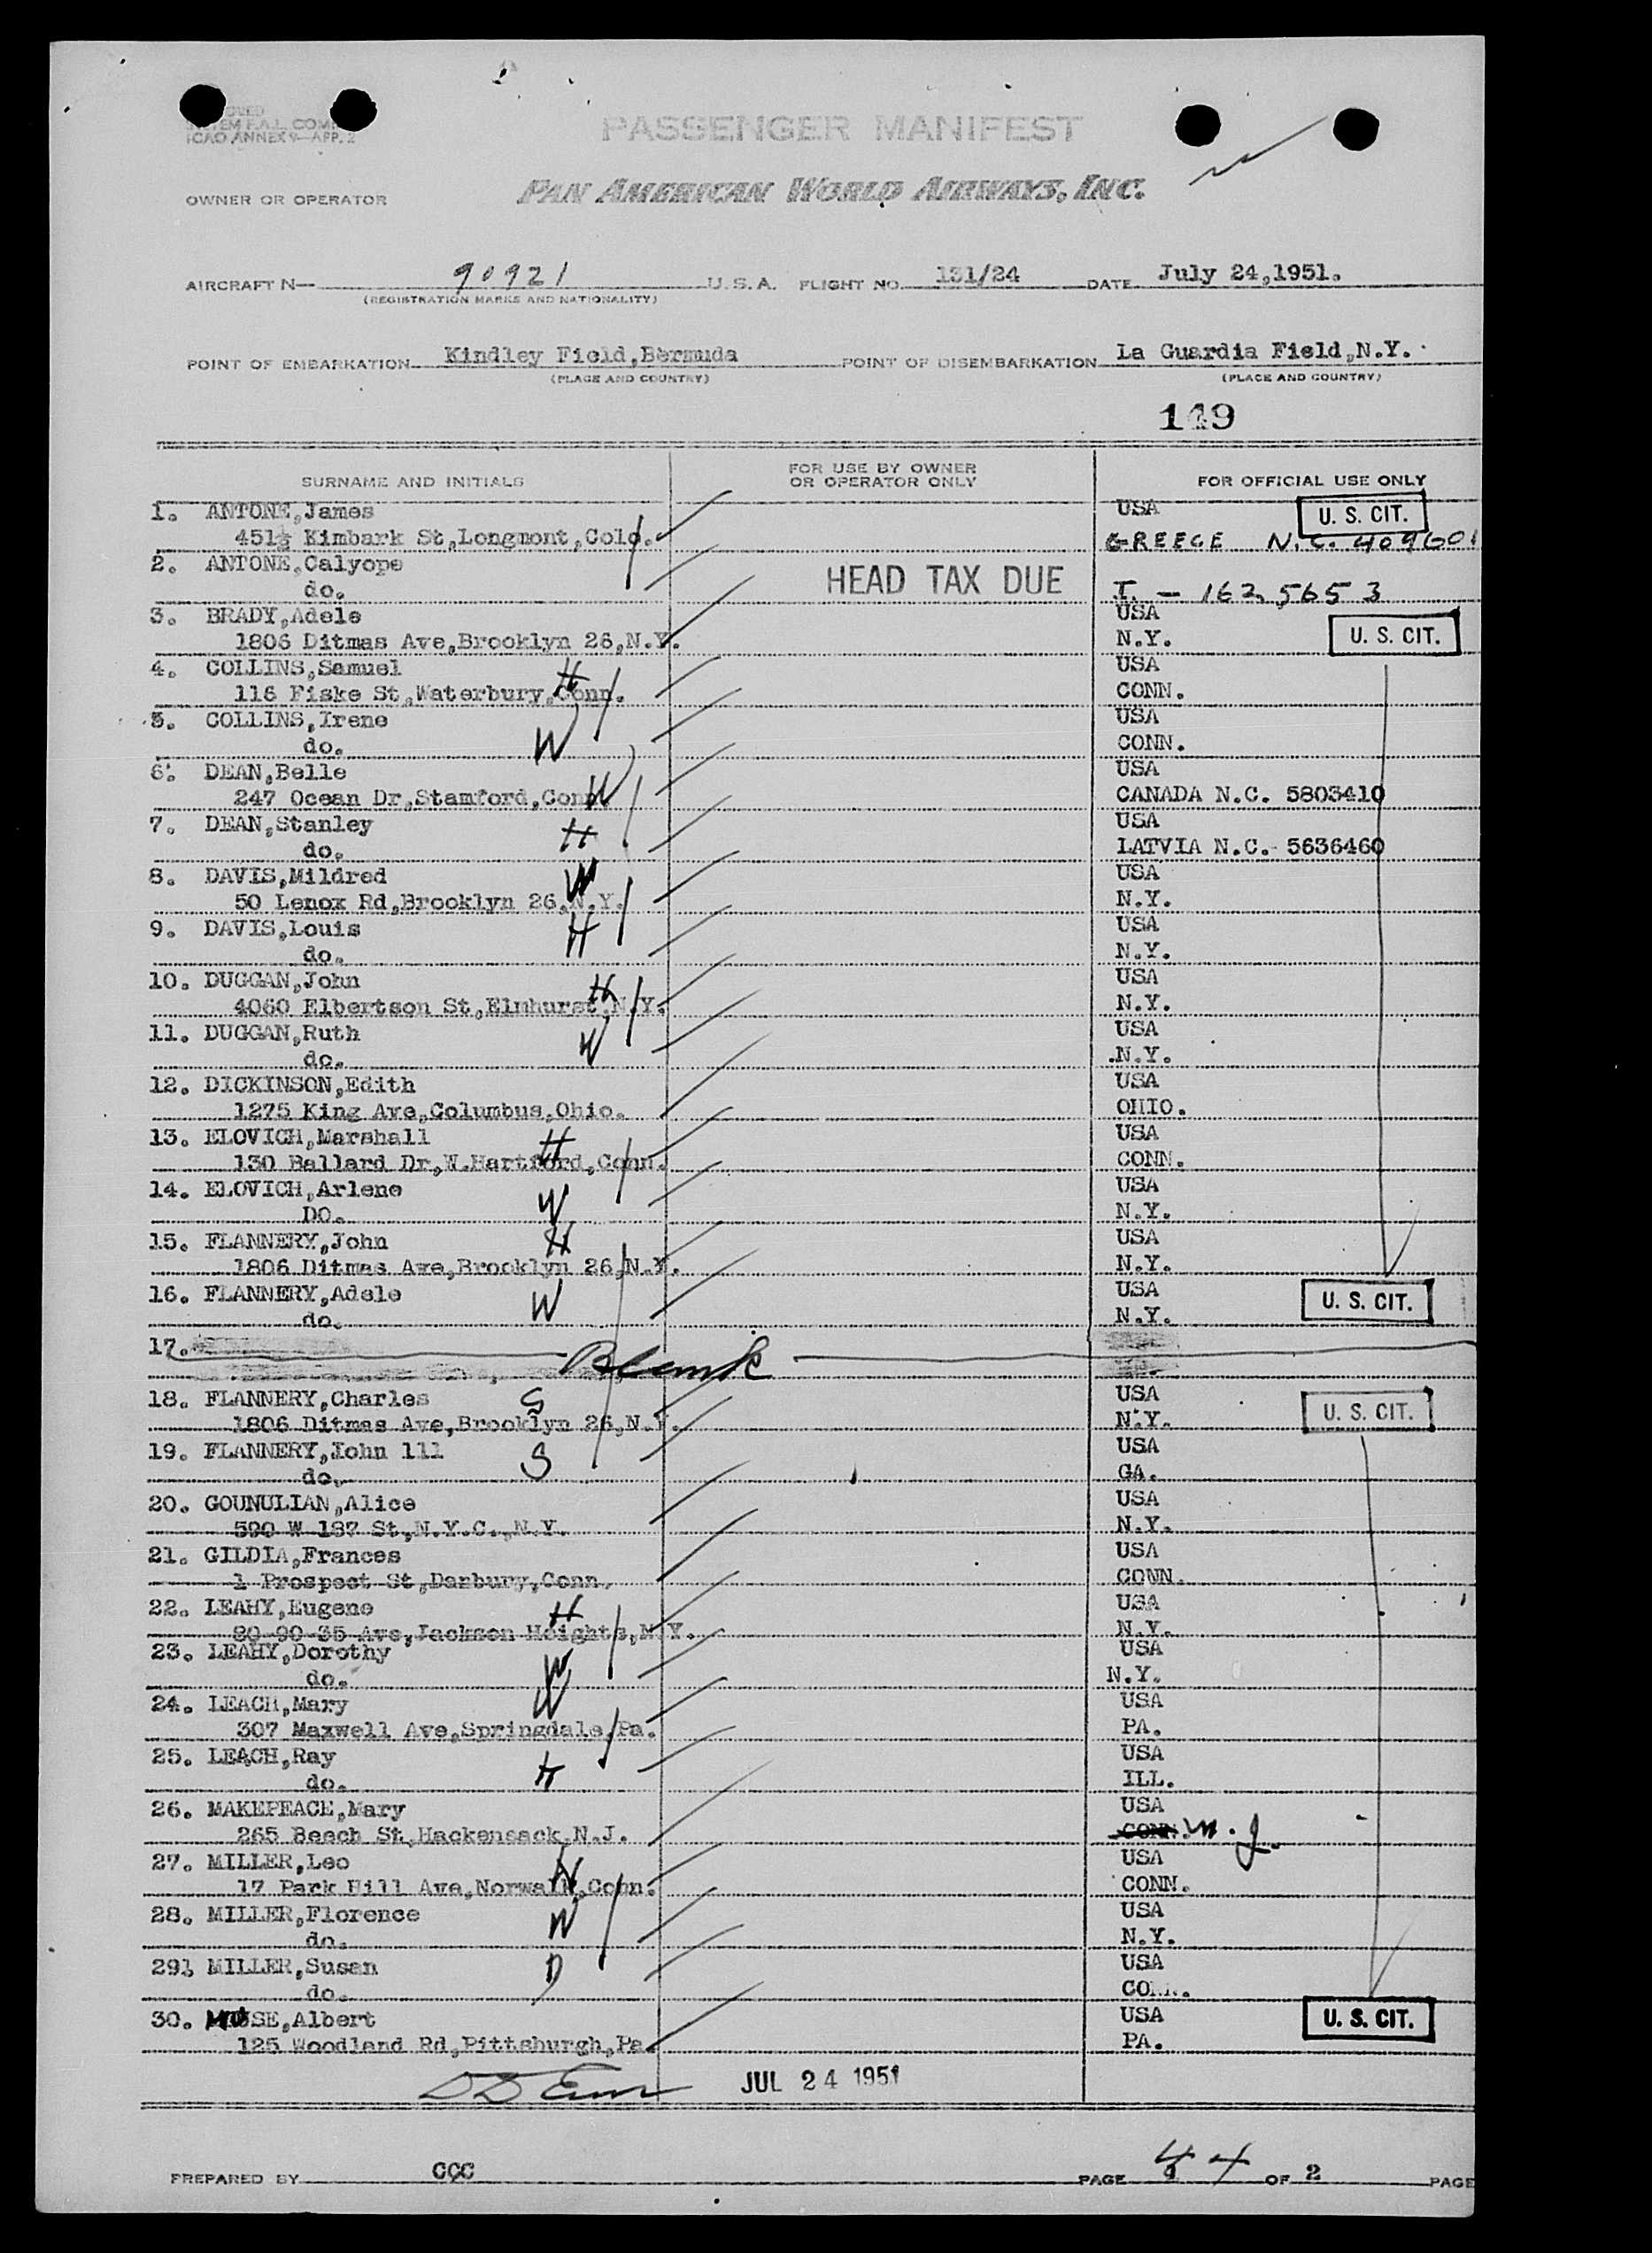 PASSENGER MANIFEST
ICAO ANNEX 9—APP. 2
OWNER OR OPERATOR PAN AMERICAN WORLD AIRWAYS, INC.
AIRCRAFT N— 90921 U.S.A. FLIGHT NO. 131/24 DATE July 24,1951.
(REGISTRATION MARKS AND NATIONALITY)
POINT OF EMBARKATION Kindley Field,Bermuda POINT OF DISEMBARKATION La Guardia Field,N.Y.
(PLACE AND COUNTRY) (PLACE AND COUNTRY)
149
SURNAME AND INITIALS FOR USE BY OWNER OR OPERATOR ONLY FOR OFFICIAL USE ONLY
1. ANTONE,James USA U. S. CIT.
451½ Kimbark St,Longmont,Colo. GREECE N.C. 409601
2. ANTONE,Calyope
do. HEAD TAX DUE I. - 1625653
3. BRADY,Adele USA
1806 Ditmas Ave,Brooklyn 26,N.Y. N.Y. U. S. CIT.
4. COLLINS,Samuel H USA
116 Fiske St,Waterbury,Conn. CONN.
5. COLLINS,Irene USA
do. W CONN.
6. DEAN,Belle USA
247 Ocean Dr,Stamford,Conn. W CANADA N.C. 5803410
7. DEAN,Stanley H USA
do. LATVIA N.C. 5636460
8. DAVIS,Mildred W USA
50 Lenox Rd,Brooklyn 26,N.Y. N.Y.
9. DAVIS,Louis H USA
do. N.Y.
10. DUGGAN,John H USA
4060 Elbertson St,Elmhurst,N.Y. N.Y.
11. DUGGAN,Ruth W USA
do. N.Y.
12. DICKINSON,Edith USA
1275 King Ave,Columbus,Ohio. OHIO.
13. ELOVICH,Marshall H USA
130 Ballard Dr,W.Hartford,Conn. CONN.
14. ELOVICH,Arlene W USA
DO. N.Y.
15. FLANNERY,John H USA
1806 Ditmas Ave,Brooklyn 26,N.Y. N.Y.
16. FLANNERY,Adele W USA U. S. CIT.
do. N.Y.
17. Blank
18. FLANNERY,Charles S USA U. S. CIT.
1806 Ditmas Ave,Brooklyn 26,N.Y. N.Y.
19. FLANNERY,John lll S USA
do. GA.
20. GOUNULIAN,Alice USA
590 W 187 St,N.Y.C.,N.Y. N.Y.
21. GILDIA,Frances USA
1 Prospect St,Danbury,Conn. CONN.
22. LEAHY,Eugene H USA
80-90-35 Ave,Jackson Heights,N.Y. N.Y.
23. LEAHY,Dorothy W USA
do. N.Y.
24. LEACH,Mary W USA
307 Maxwell Ave,Springdale,Pa. PA.
25. LEACH,Ray H USA
do. ILL.
26. MAKEPEACE,Mary USA
265 Beech St,Hackensack,N.J. CONN. N.J.
27. MILLER,Leo H USA
17 Park Hill Ave,Norwalk,Conn. CONN.
28. MILLER,Florence W USA
do. N.Y.
29. MILLER,Susan D USA
do. CONN.
30. Albert USA U. S. CIT.
125 Woodland Rd,Pittsburgh,Pa. PA.
JUL 24 1951
PREPARED BY CCC PAGE 4 OF 2 PAGE